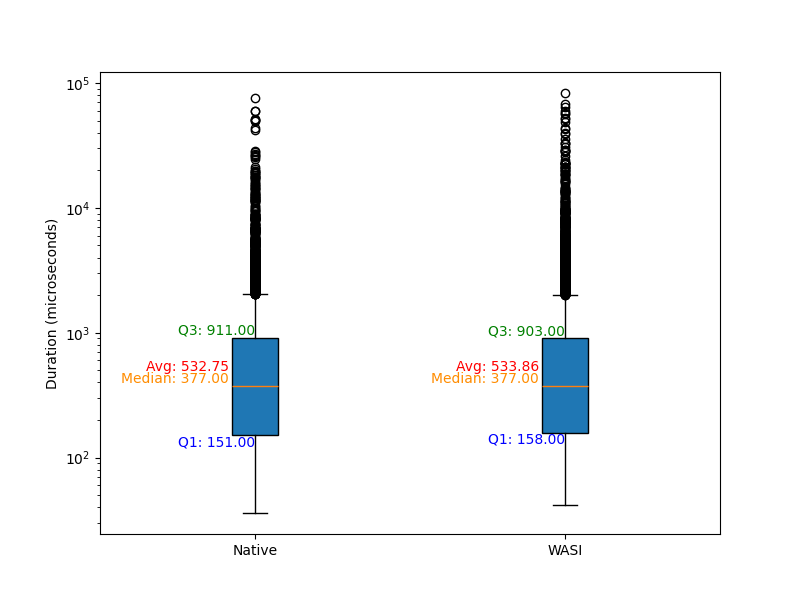 10^5
10^4
10^3
10^2
Duration (microseconds)
Q3: 911.00
Avg: 532.75
Median: 377.00
Q1: 151.00
Q3: 903.00
Avg: 533.86
Median: 377.00
Q1: 158.00
Native
WASI